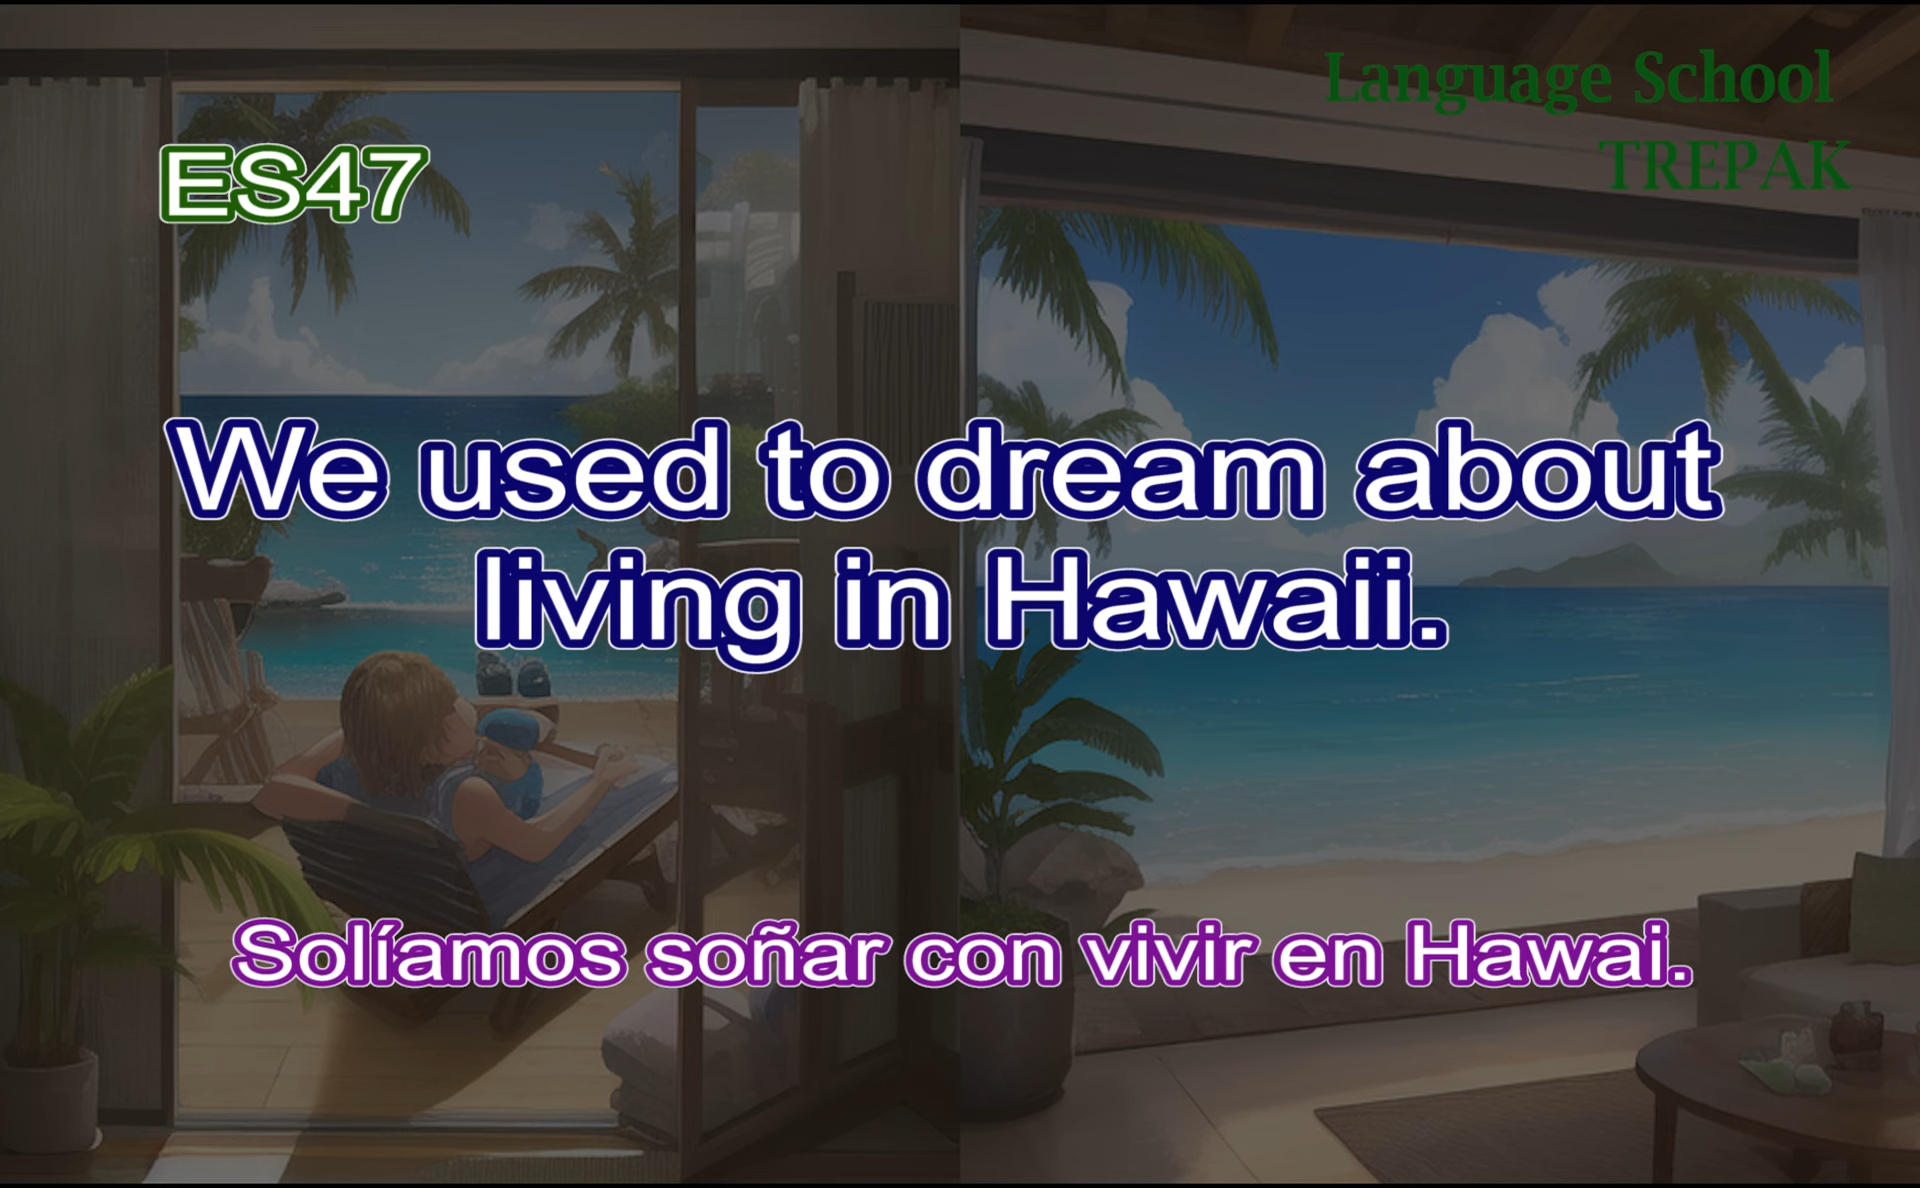 Language School
TREPAK
ES47
We used to dream about
living in Hawaii.
Solíamos soñar con vivir en Hawai.